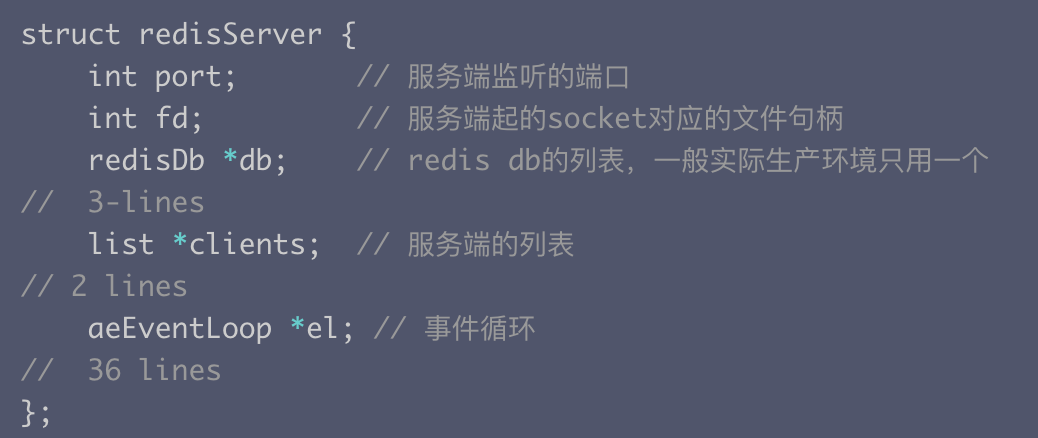 struct redisServer {
    int port;       // 服务端监听的端口
    int fd;         // 服务端起的socket对应的文件句柄
    redisDb *db;    // redis db的列表，一般实际生产环境只用一个
//  3-lines
    list *clients;  // 服务端的列表
// 2 lines
    aeEventLoop *el; // 事件循环
//  36 lines
};